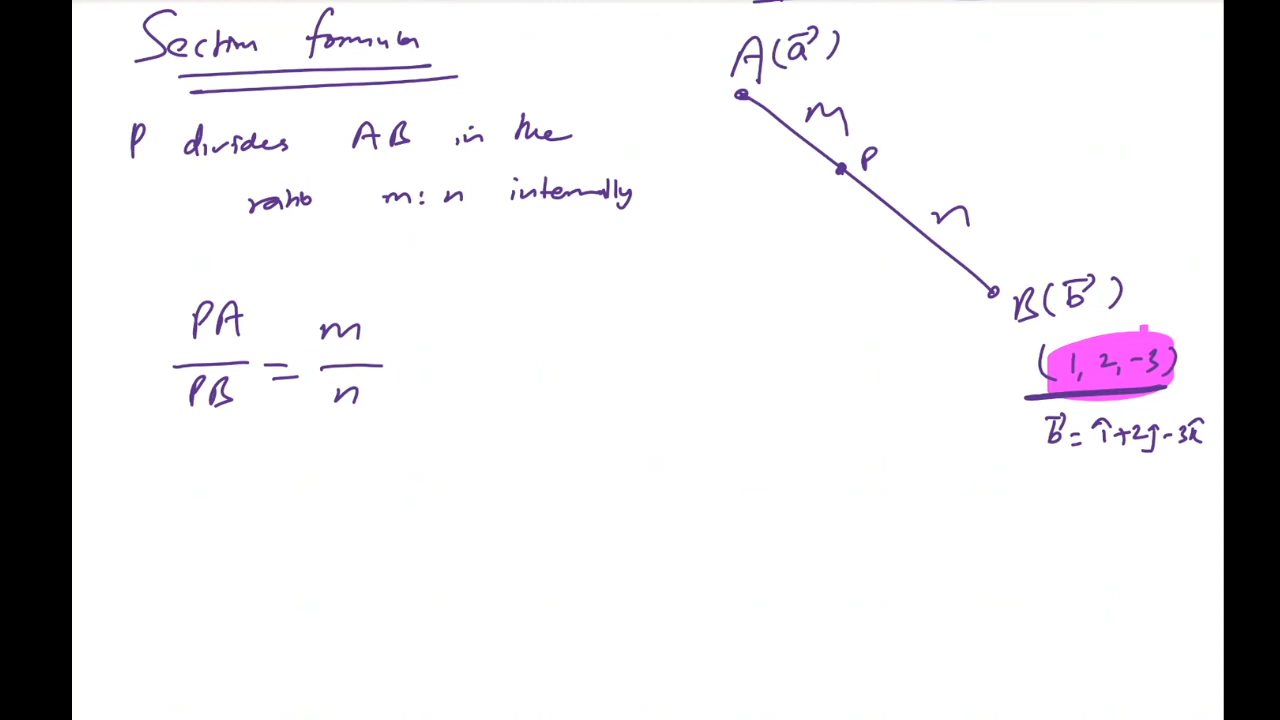 Section formula
P divides AB in the
ratio m: n internally
PA/PB = m/n
A(a⃗)
m
P
n
B(b⃗)
(1, 2, -3)
b⃗ = î+2ĵ-3k̂